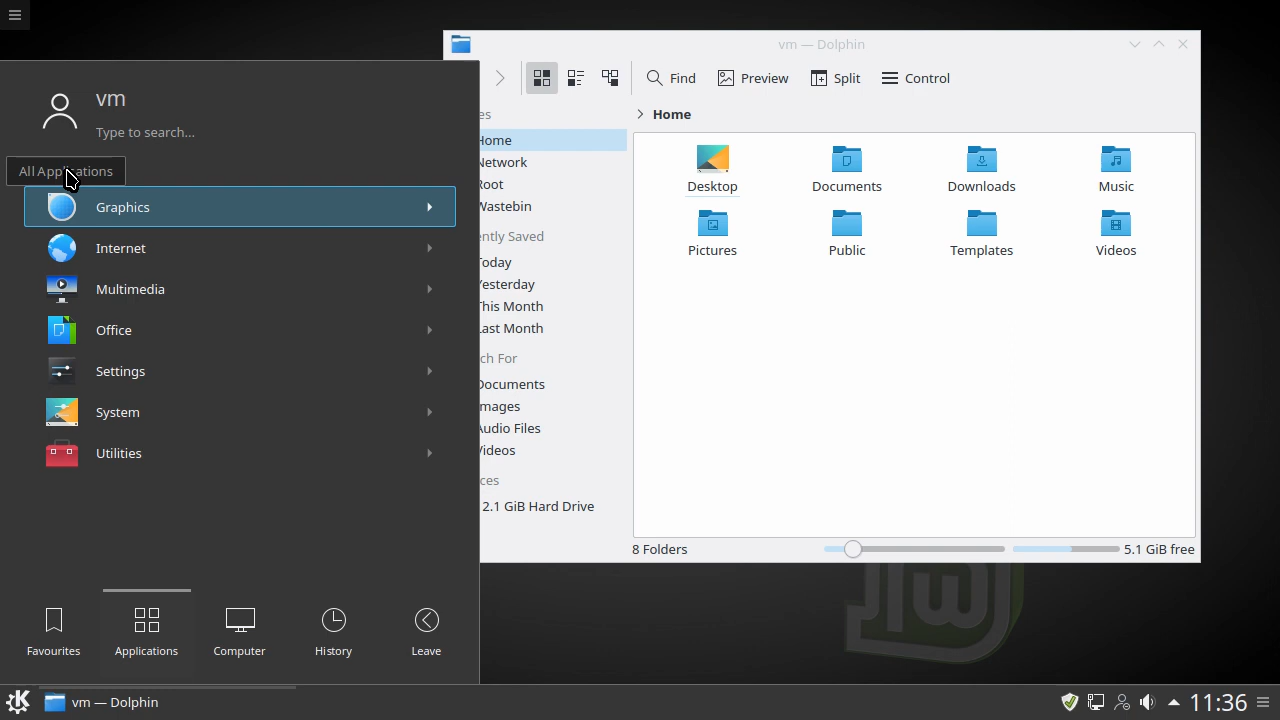 vm — Dolphin
Find
Preview
Split
Control
vm
Type to search...
All Applications
Graphics
Internet
Multimedia
Office
Settings
System
Utilities
Favourites
Applications
Computer
History
Leave
es
Home
Network
Root
Wastebin
ently Saved
Today
Yesterday
This Month
Last Month
ch For
Documents
mages
Audio Files
Videos
ces
2.1 GiB Hard Drive
Home
Desktop
Documents
Downloads
Music
Pictures
Public
Templates
Videos
8 Folders
5.1 GiB free
vm — Dolphin
11:36